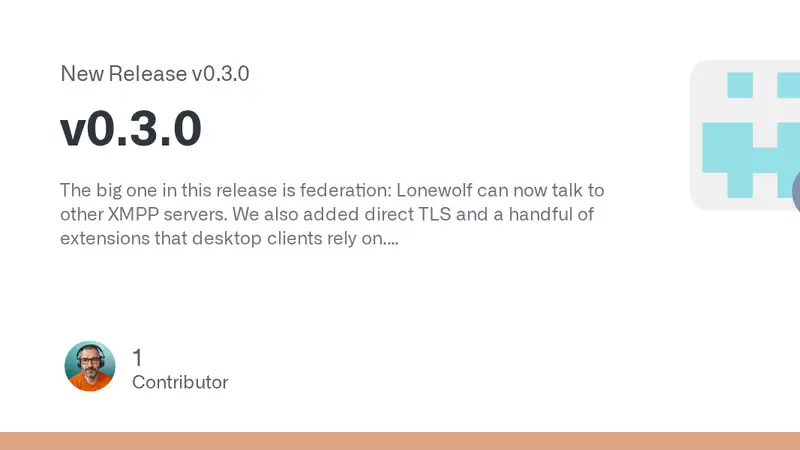 New Release v0.3.0
v0.3.0
The big one in this release is federation: Lonewolf can now talk to
other XMPP servers. We also added direct TLS and a handful of
extensions that desktop clients rely on....
1
Contributor